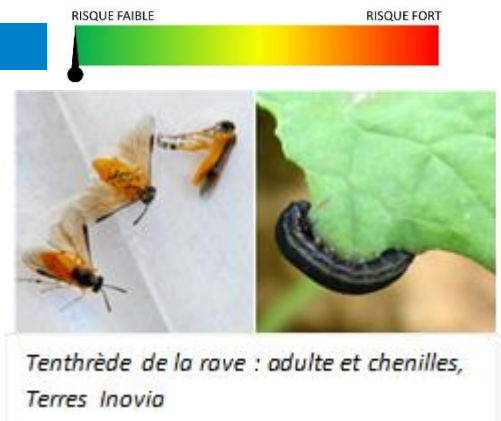 RISQUE FAIBLE RISQUE FORT
Tenthrède de la rave : adulte et chenilles,
Terres Inovia